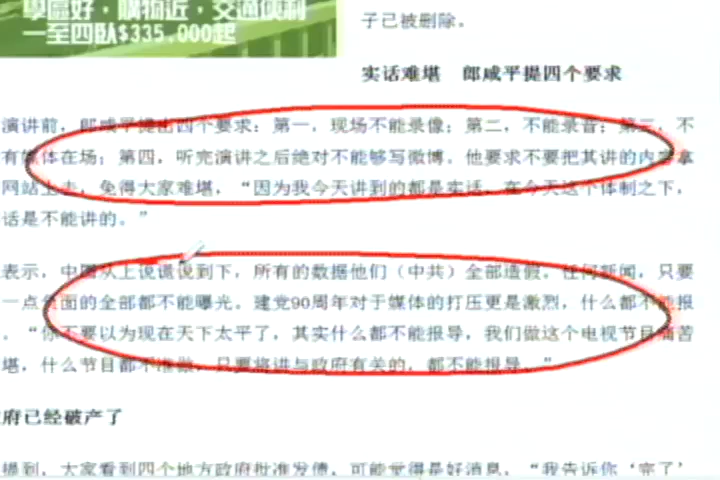 學區好，購物近，交通便利
一至四队$335,000起
子已被删除。
实话难堪 郎咸平提四个要求
演讲前，郎咸平提出四个要求：第一，现场不能录像；第二，不能录音；第三，不
有媒体在场；第四，听完演讲之后绝对不能够写微博。他要求不要把其讲的内容拿
网站上去，免得大家难堪，“因为我今天讲到的都是实话，在今天这个体制之下，
话是不能讲的。”
表示，中国从上说谎说到下，所有的数据他们（中共）全部造假，任何新闻，只要
一点负面的全部都不能曝光。建党90周年对于媒体的打压更是激烈，什么都不能报
。“你不要以为现在天下太平了，其实什么都不能报导，我们做这个电视节目痛苦
堪，什么节目都不准做，只要将讲与政府有关的，都不能报导。”
府已经破产了
提到，大家看到四个地方政府批准发债，可能觉得是好消息，“我告诉你‘完了’